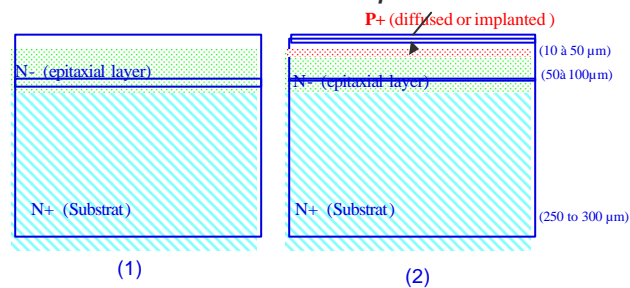 P+ (diffused or implanted )
(10 à 50 µm)
N- (epitaxial layer)
(50à 100µm)
N- (epitaxial layer)
N+ (Substrat)
N+ (Substrat)
(250 to 300 µm)
(1)
(2)